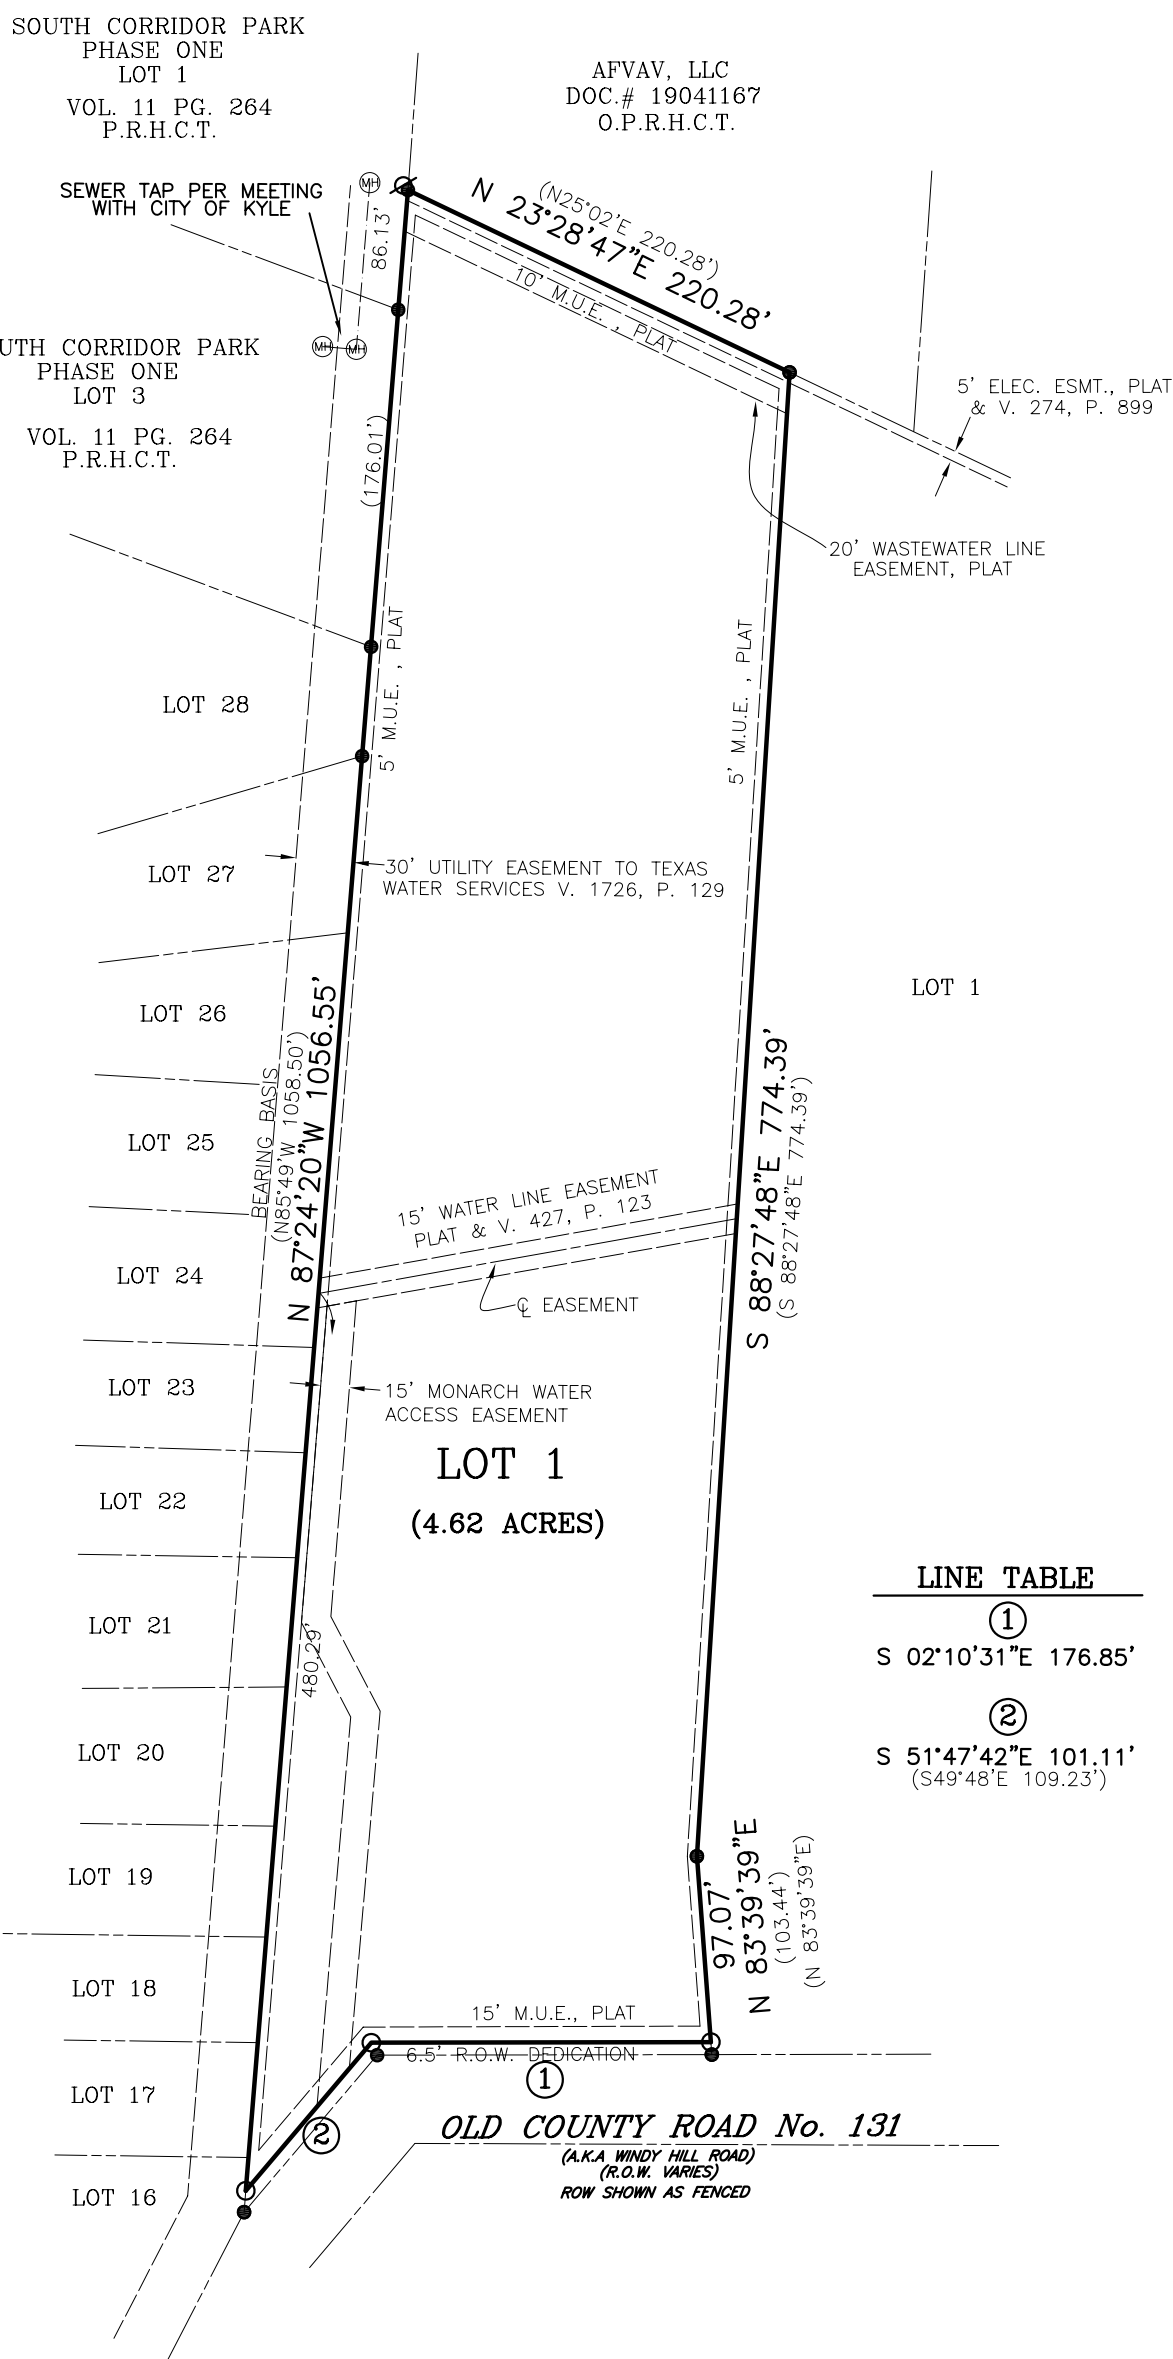 SOUTH CORRIDOR PARK
PHASE ONE
LOT 1
VOL. 11 PG. 264
P.R.H.C.T.
AFVAV, LLC
DOC.# 19041167
O.P.R.H.C.T.
SEWER TAP PER MEETING
WITH CITY OF KYLE
MH
86.13'
(N25°02'E 220.28')
N 23°28'47"E 220.28'
10' M.U.E. , PLAT
MH
MH
UTH CORRIDOR PARK
PHASE ONE
LOT 3
VOL. 11 PG. 264
P.R.H.C.T.
(176.01')
5' ELEC. ESMT., PLAT
& V. 274, P. 899
20' WASTEWATER LINE
EASEMENT, PLAT
5' M.U.E. , PLAT
5' M.U.E. , PLAT
LOT 28
LOT 27
30' UTILITY EASEMENT TO TEXAS
WATER SERVICES V. 1726, P. 129
LOT 26
LOT 1
BEARING BASIS
(N85°49'W 1058.50')
N 87°24'20"W 1056.55'
S 88°27'48"E 774.39'
(S 88°27'48"E 774.39')
LOT 25
15' WATER LINE EASEMENT
PLAT & V. 427, P. 123
LOT 24
℄ EASEMENT
LOT 23
15' MONARCH WATER
ACCESS EASEMENT
LOT 1
(4.62 ACRES)
LOT 22
LOT 21
480.29'
LINE TABLE
1
S 02°10'31"E 176.85'
2
S 51°47'42"E 101.11'
(S49°48'E 109.23')
LOT 20
LOT 19
97.07'
N 83°39'39"E
(103.44')
(N 83°39'39"E)
LOT 18
15' M.U.E., PLAT
6.5' R.O.W. DEDICATION
1
LOT 17
2
OLD COUNTY ROAD No. 131
(A.K.A WINDY HILL ROAD)
(R.O.W. VARIES)
ROW SHOWN AS FENCED
LOT 16